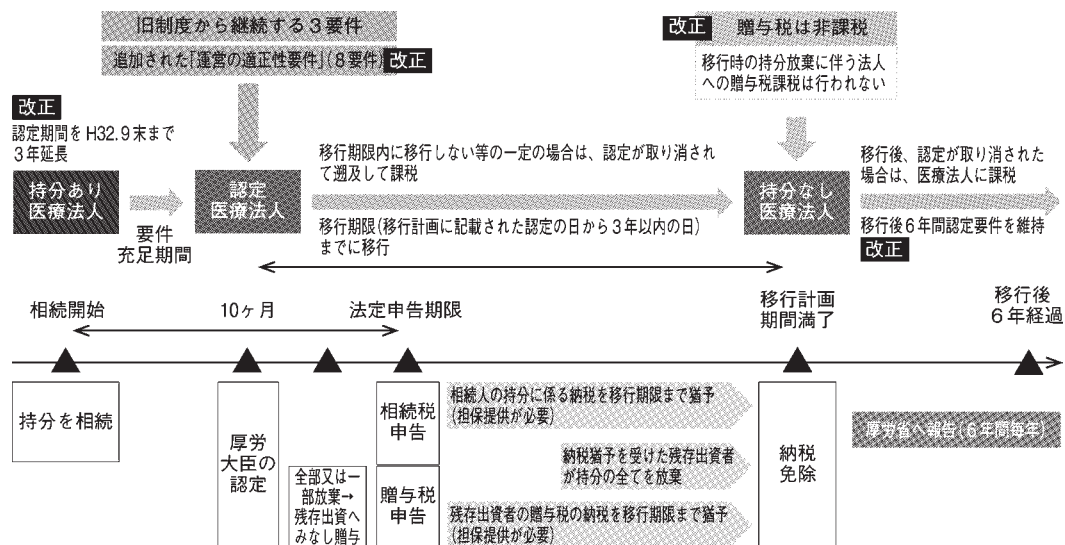 旧制度から継続する３要件
追加された「運営の適正性要件」(８要件)
改正
改正
贈与税は非課税
移行時の持分放棄に伴う法人
への贈与税課税は行われない
改正
認定期間をH32.9末まで
３年延長
持分あり
医療法人
要件
充足期間
認定
医療法人
移行期限内に移行しない等の一定の場合は、認定が取り消され
て遡及して課税
移行期限(移行計画に記載された認定の日から３年以内の日)
までに移行
持分なし
医療法人
移行後、認定が取り消された
場合は、医療法人に課税
移行後６年間認定要件を維持
改正
相続開始
10ヶ月
法定申告期限
移行計画
期間満了
移行後
６年経過
持分を相続
厚労
大臣の
認定
全部又は一
部放棄→
残存出資へ
みなし贈与
相続税
申告
贈与税
申告
相続人の持分に係る納税を移行期限まで猶予
(担保提供が必要)
納税猶予を受けた残存出資者
が持分の全てを放棄
残存出資者の贈与税の納税を移行期限まで猶予
(担保提供が必要)
納税
免除
厚労省へ報告(６年間毎年)